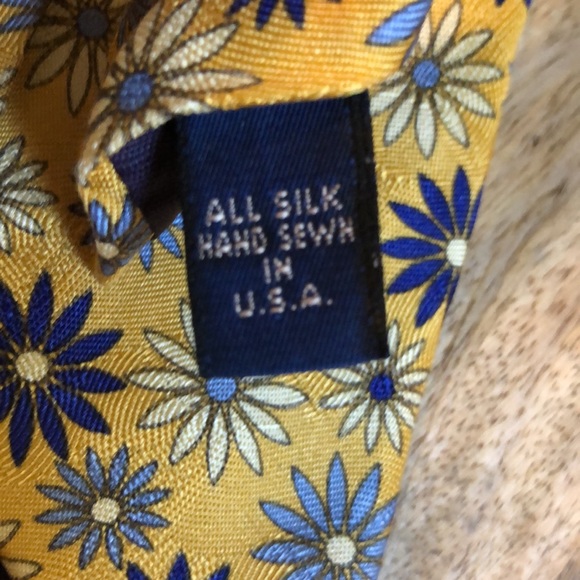 ALL SILK
HAND SEWN
IN
U.S.A.